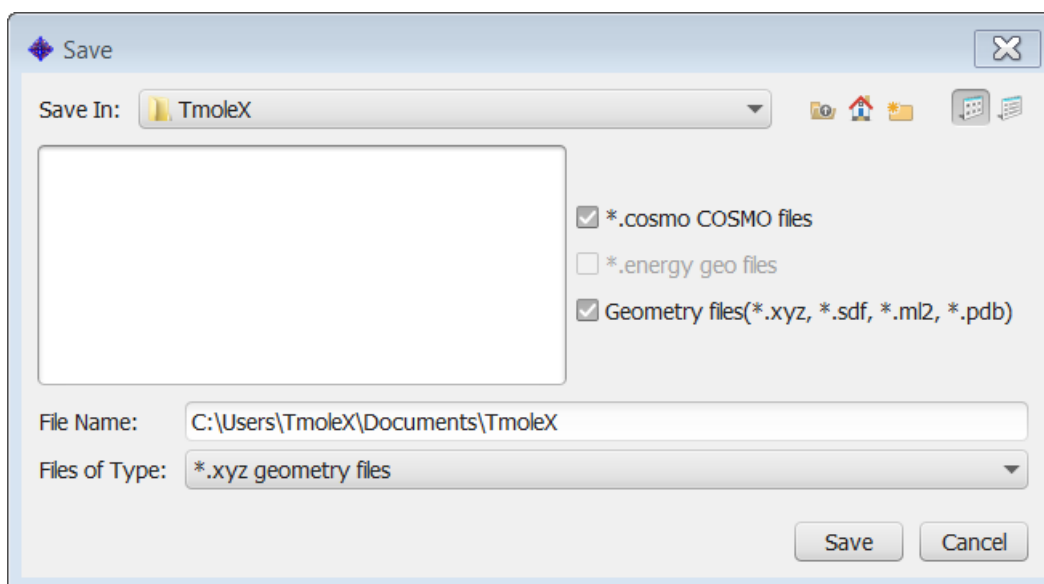 Save
Save In: TmoleX
*.cosmo COSMO files
*.energy geo files
Geometry files(*.xyz, *.sdf, *.ml2, *.pdb)
File Name: C:\Users\TmoleX\Documents\TmoleX
Files of Type: *.xyz geometry files
Save Cancel